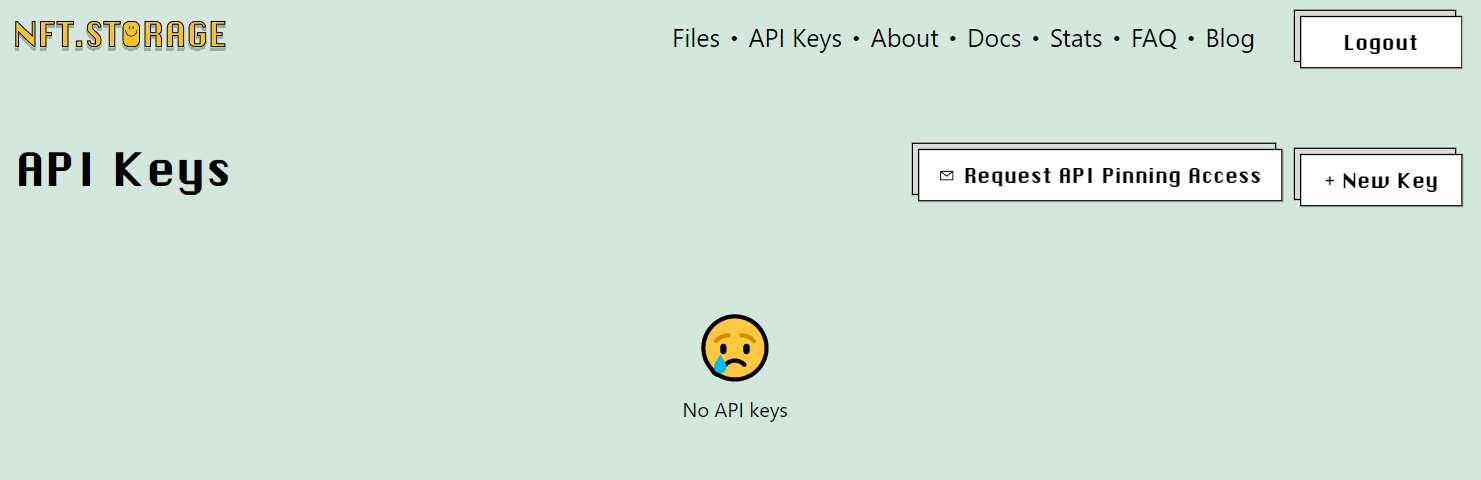 NFT.STORAGE
Files • API Keys • About • Docs • Stats • FAQ • Blog
Logout
API Keys
Request API Pinning Access
+ New Key
No API keys